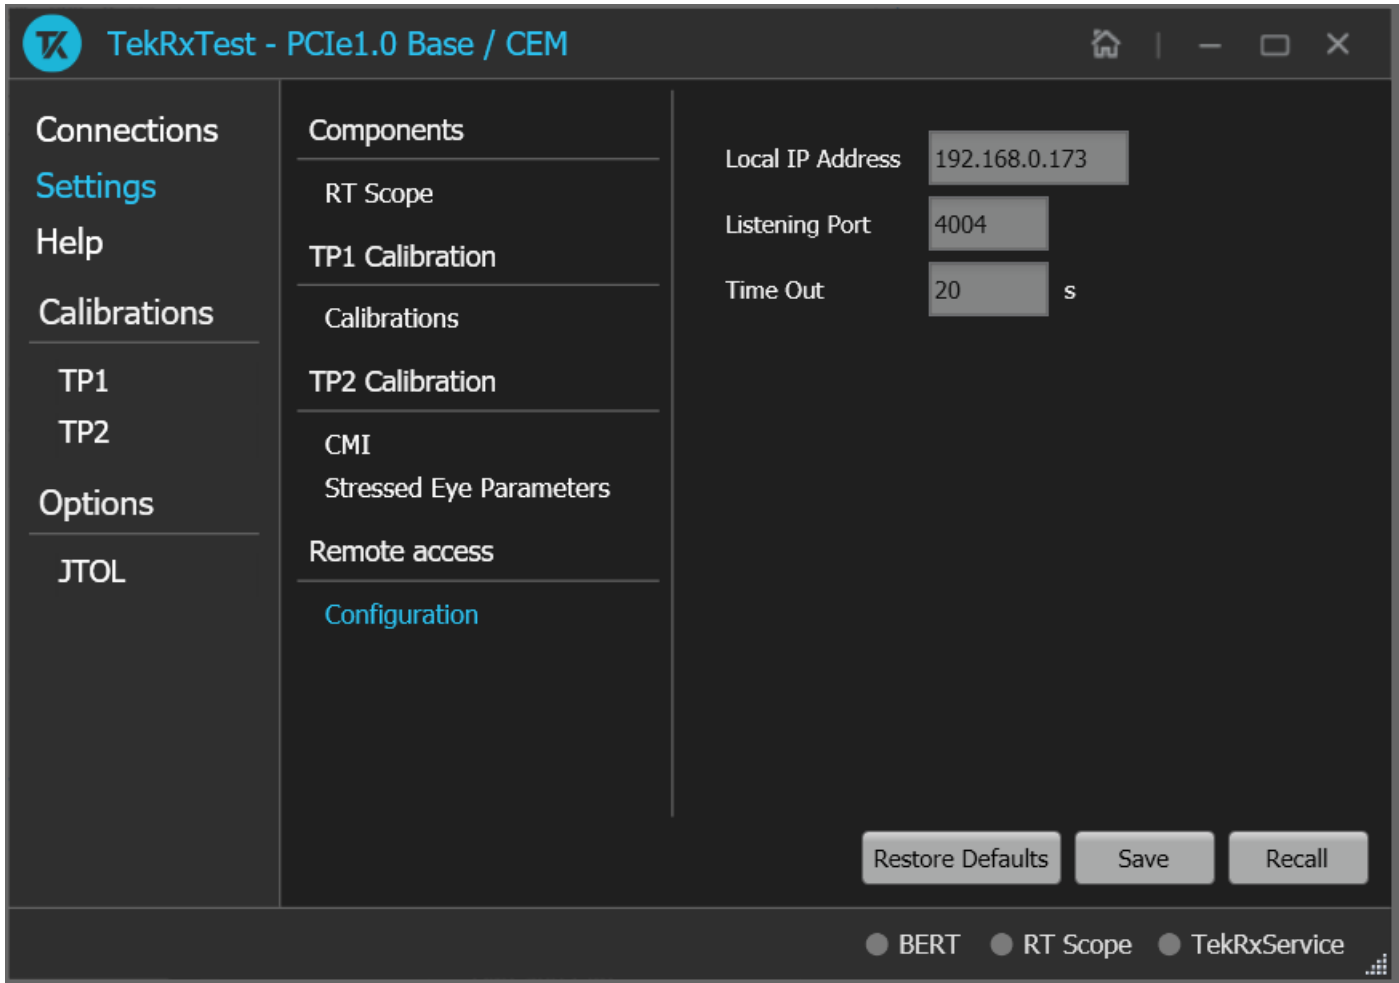 TekRxTest - PCIe1.0 Base / CEM
Connections
Settings
Help
Calibrations
TP1
TP2
Options
JTOL
Components
RT Scope
TP1 Calibration
Calibrations
TP2 Calibration
CMI
Stressed Eye Parameters
Remote access
Configuration
Local IP Address 192.168.0.173
Listening Port 4004
Time Out 20 s
Restore Defaults Save Recall
BERT RT Scope TekRxService